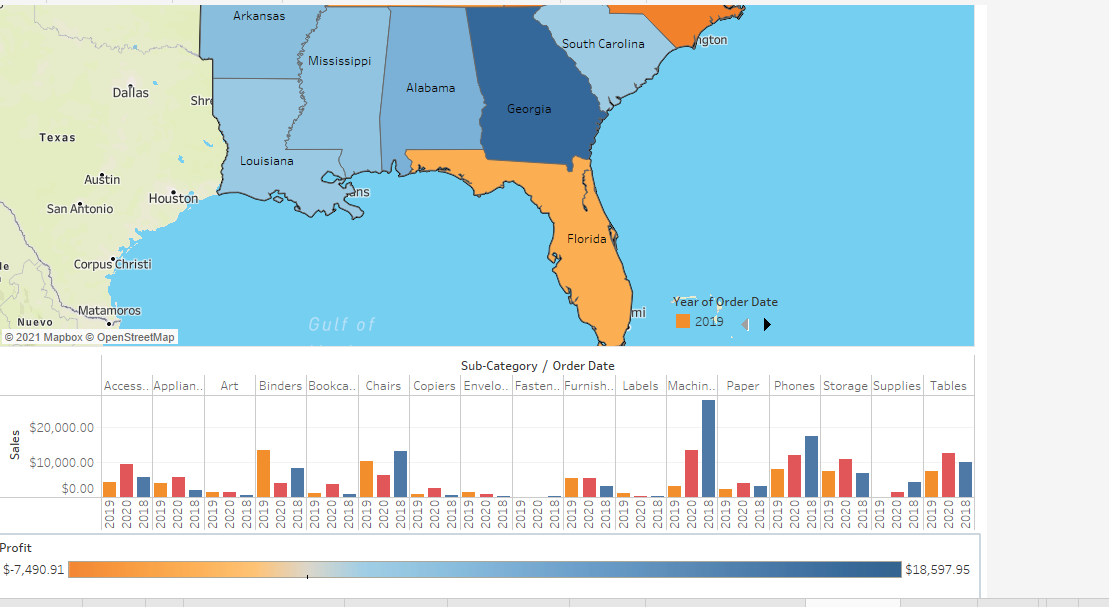 Arkansas
South Carolina
ngton
Mississippi
Alabama
Dallas
Shre
Georgia
Texas
Louisiana
Austin
ans
Houston
San Antonio
Florida
Corpus Christi
le
Year of Order Date
Matamoros
mi
2019
Nuevo
Gulf of
© 2021 Mapbox © OpenStreetMap
Sub-Category / Order Date
Access.. Applian.. Art Binders Bookca.. Chairs Copiers Envelo.. Fasten.. Furnish.. Labels Machin.. Paper Phones Storage Supplies Tables
Sales
$20,000.00
$10,000.00
$0.00
2019 2020 2018 2019 2020 2018 2019 2020 2018 2019 2020 2018 2019 2020 2018 2019 2020 2018 2019 2020 2018 2019 2020 2018 2019 2020 2018 2019 2020 2018 2019 2020 2018 2019 2020 2018 2019 2020 2018 2019 2020 2018 2019 2020 2018 2019 2020 2018 2019 2020 2018
Profit
$-7,490.91 $18,597.95